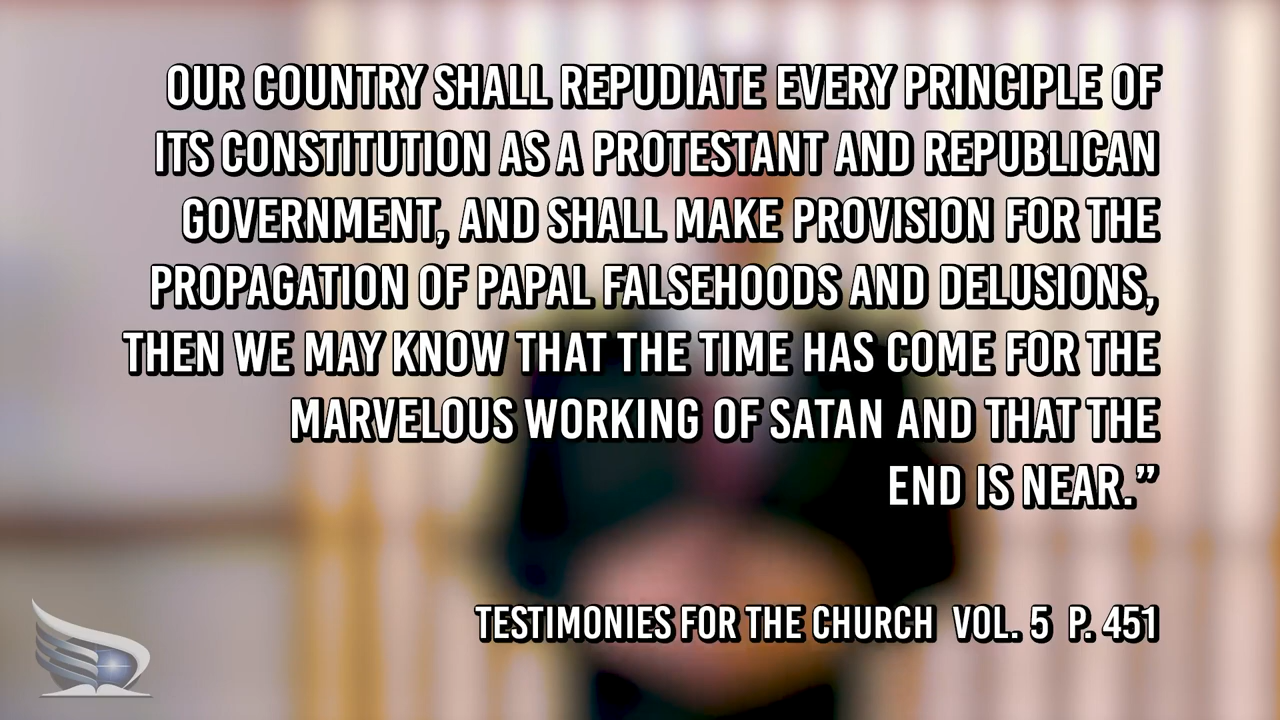 OUR COUNTRY SHALL REPUDIATE EVERY PRINCIPLE OF
ITS CONSTITUTION AS A PROTESTANT AND REPUBLICAN
GOVERNMENT, AND SHALL MAKE PROVISION FOR THE
PROPAGATION OF PAPAL FALSEHOODS AND DELUSIONS,
THEN WE MAY KNOW THAT THE TIME HAS COME FOR THE
MARVELOUS WORKING OF SATAN AND THAT THE
END IS NEAR.”
TESTIMONIES FOR THE CHURCH VOL. 5 P. 451